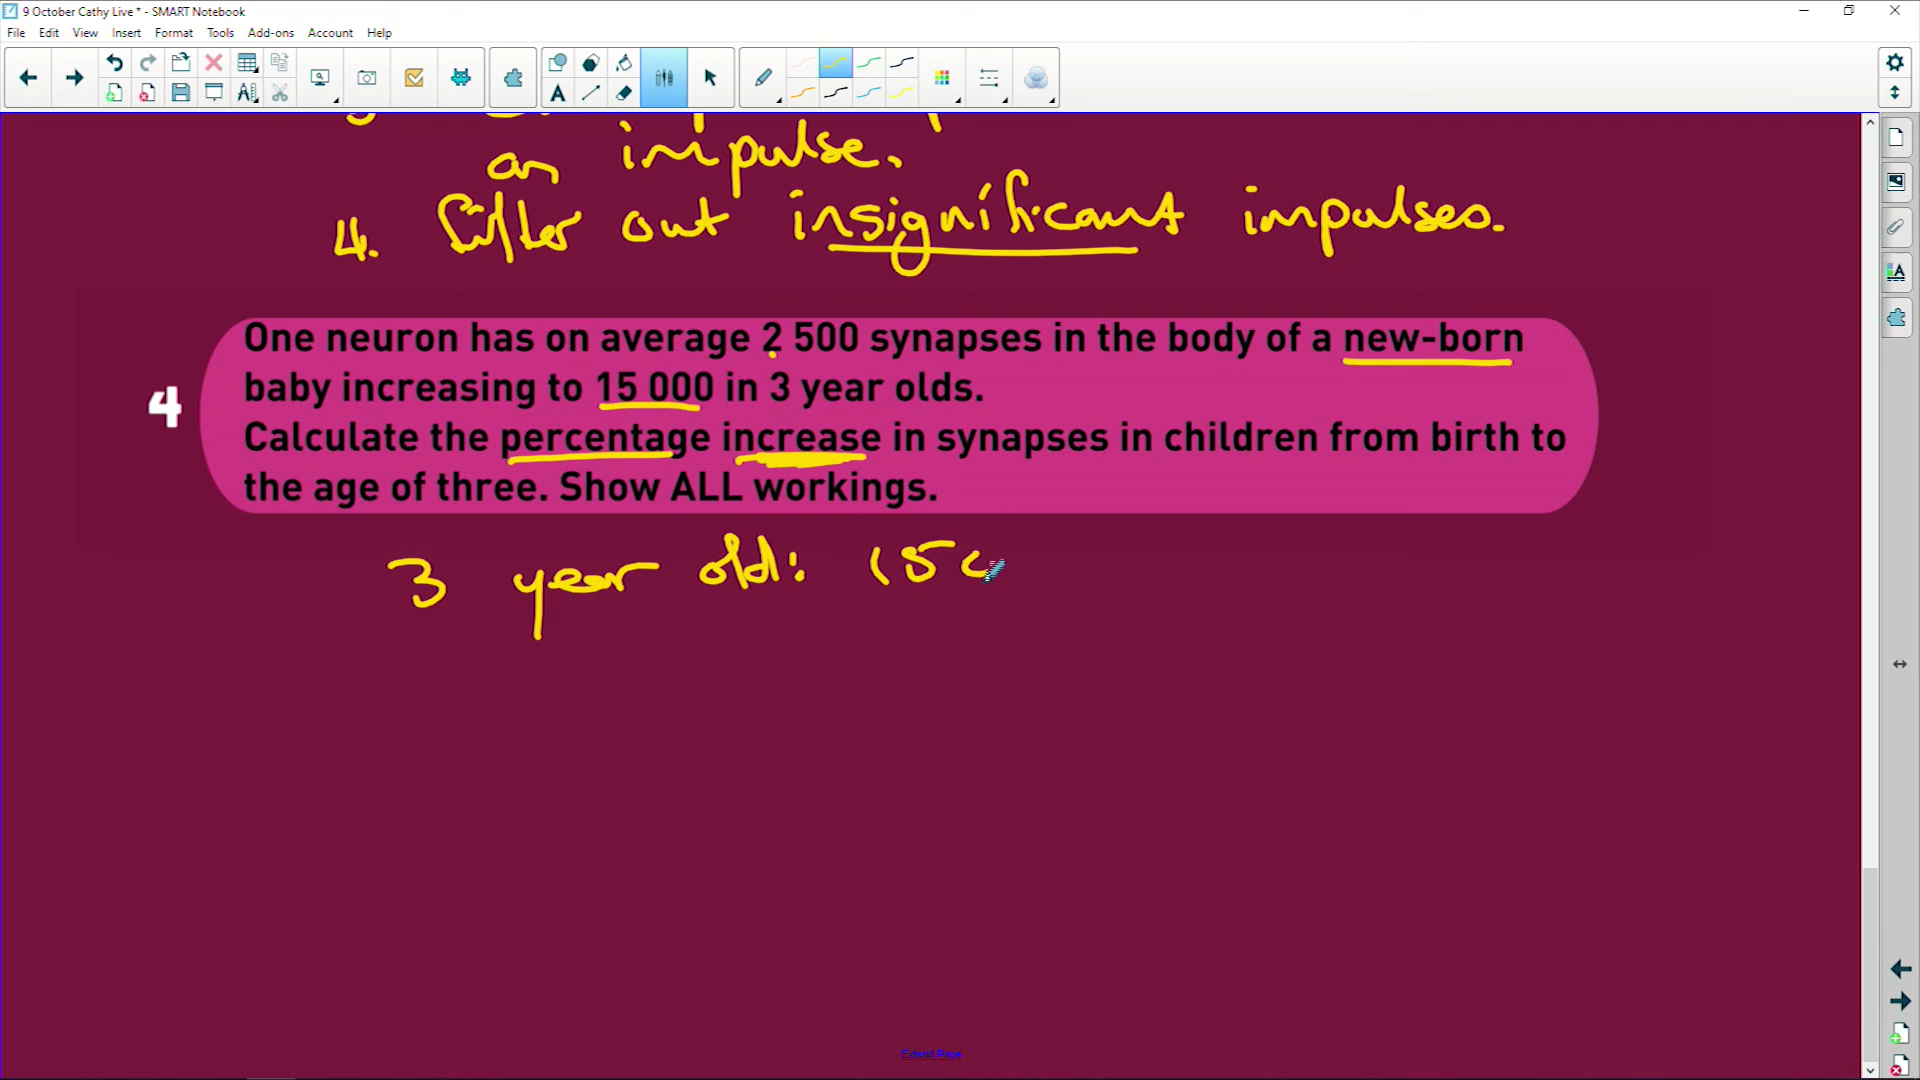 9 October Cathy Live * - SMART Notebook
File Edit View Insert Format Tools Add-ons Account Help
an impulse.
4. filter out insignificant impulses.
4
One neuron has on average 2 500 synapses in the body of a new-born
baby increasing to 15 000 in 3 year olds.
Calculate the percentage increase in synapses in children from birth to
the age of three. Show ALL workings.
3 year old: 150
Extend Page